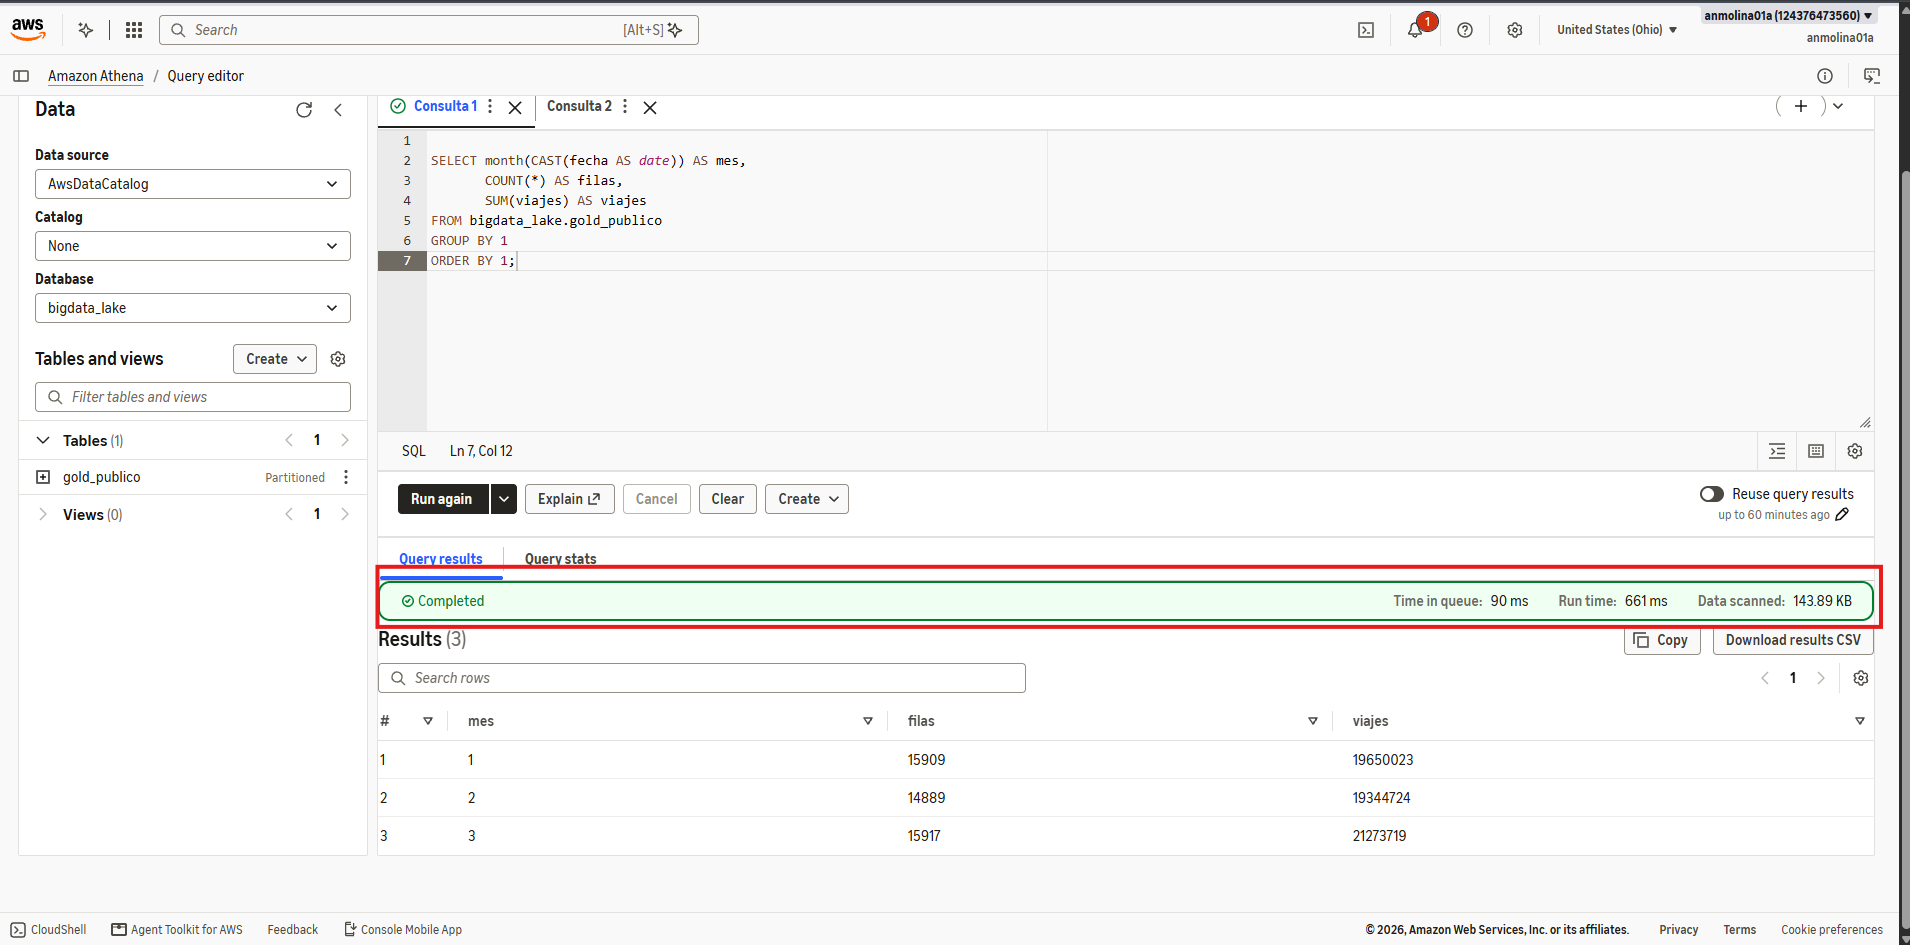 aws
Search
[Alt+S]
1
United States (Ohio)
anmolina01a (124376473560)
anmolina01a
Amazon Athena / Query editor
Data
Data source
AwsDataCatalog
Catalog
None
Database
bigdata_lake
Tables and views
Create
Filter tables and views
Tables (1)
1
gold_publico
Partitioned
Views (0)
1
Consulta 1
Consulta 2
1
2 SELECT month(CAST(fecha AS date)) AS mes,
3 COUNT(*) AS filas,
4 SUM(viajes) AS viajes
5 FROM bigdata_lake.gold_publico
6 GROUP BY 1
7 ORDER BY 1;
SQL Ln 7, Col 12
Run again
Explain
Cancel
Clear
Create
Reuse query results
up to 60 minutes ago
Query results
Query stats
Completed
Time in queue: 90 ms
Run time: 661 ms
Data scanned: 143.89 KB
Results (3)
Copy
Download results CSV
Search rows
1
# mes filas viajes
1 1 15909 19650023
2 2 14889 19344724
3 3 15917 21273719
CloudShell
Agent Toolkit for AWS
Feedback
Console Mobile App
© 2026, Amazon Web Services, Inc. or its affiliates.
Privacy
Terms
Cookie preferences